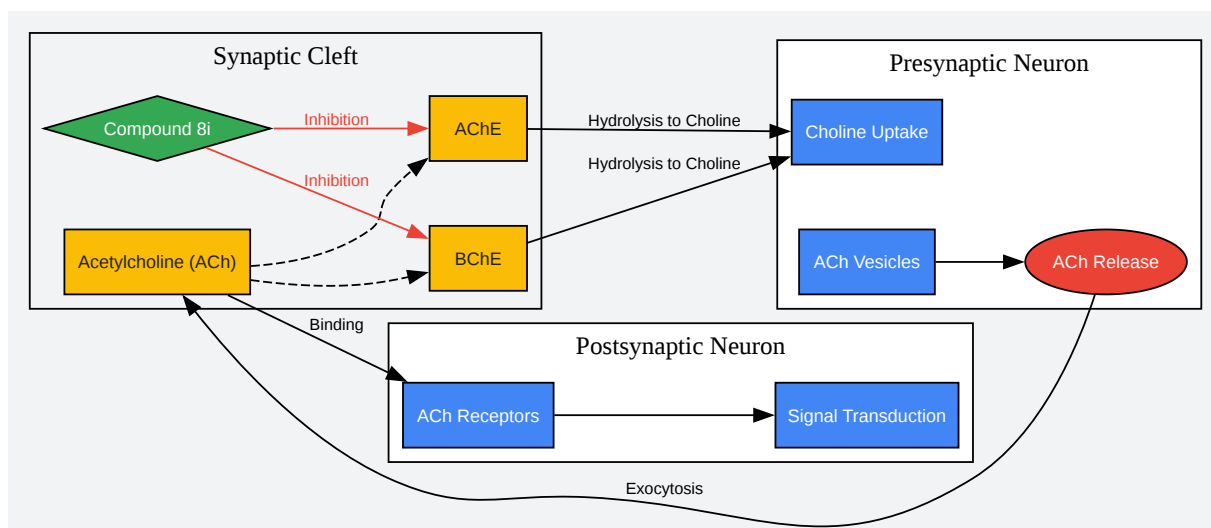 Synaptic Cleft
Presynaptic Neuron
Compound 8i
Inhibition
AChE
Hydrolysis to Choline
Choline Uptake
Hydrolysis to Choline
Inhibition
Acetylcholine (ACh)
BChE
ACh Vesicles
ACh Release
Binding
Postsynaptic Neuron
ACh Receptors
Signal Transduction
Exocytosis